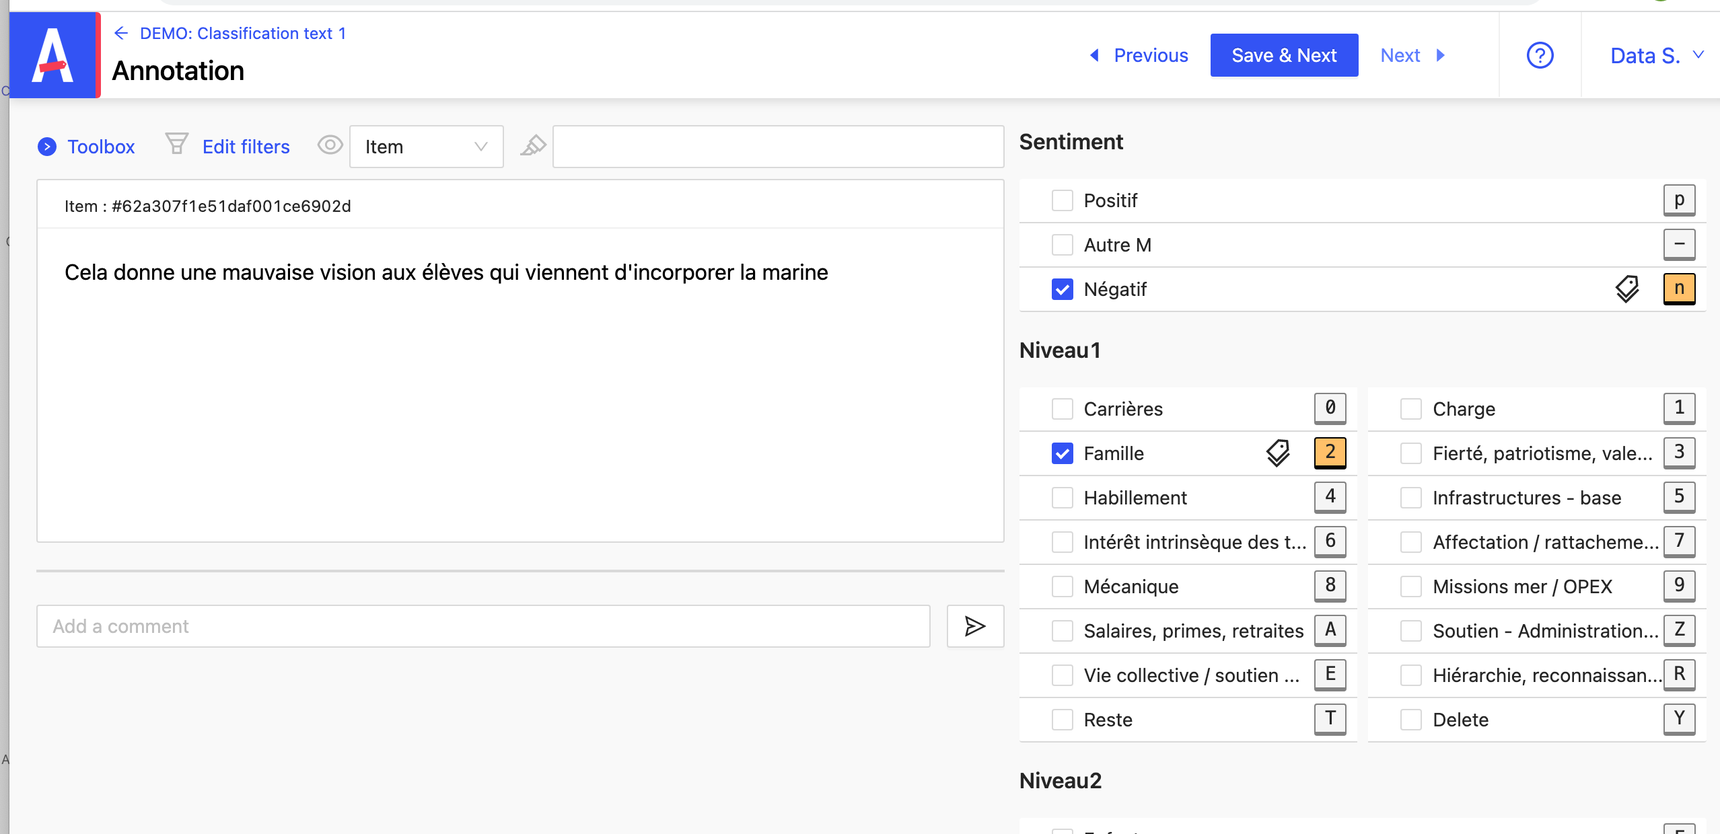 DEMO: Classification text 1
Annotation
Previous
Save & Next
Next
?
Data S.
Toolbox
Edit filters
Item
Item : #62a307f1e51daf001ce6902d
Cela donne une mauvaise vision aux élèves qui viennent d'incorporer la marine
Add a comment
Sentiment
Positif p
Autre M –
Négatif n
Niveau1
Carrières 0
Charge 1
Famille 2
Fierté, patriotisme, vale... 3
Habillement 4
Infrastructures - base 5
Intérêt intrinsèque des t... 6
Affectation / rattacheme... 7
Mécanique 8
Missions mer / OPEX 9
Salaires, primes, retraites A
Soutien - Administration... Z
Vie collective / soutien ... E
Hiérarchie, reconnaissan... R
Reste T
Delete Y
Niveau2